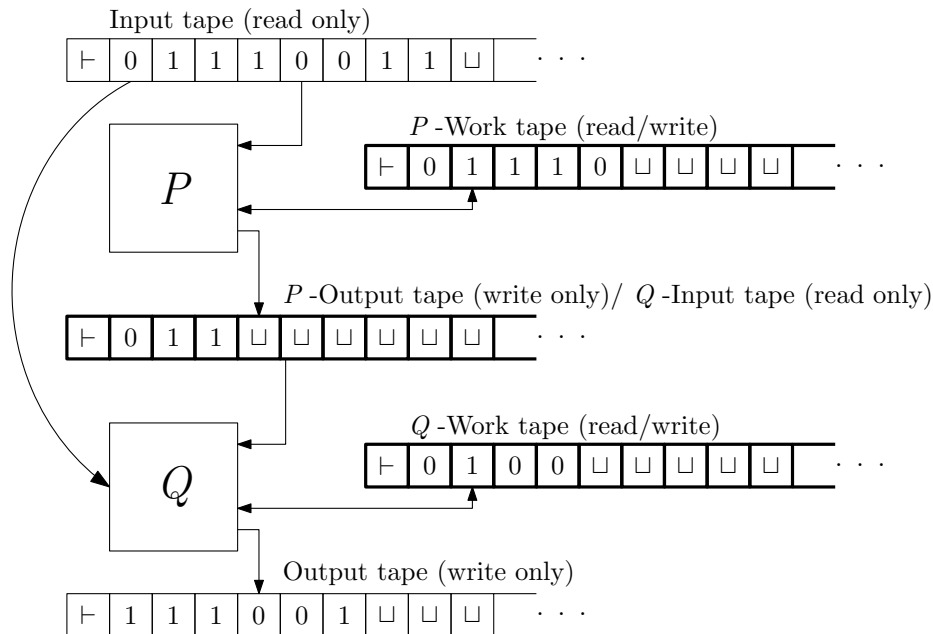 Input tape (read only)
⊢ 0 1 1 1 0 0 1 1 ⊔ · · ·
P -Work tape (read/write)
⊢ 0 1 1 1 0 ⊔ ⊔ ⊔ ⊔ · · ·
P
P -Output tape (write only)/ Q -Input tape (read only)
⊢ 0 1 1 ⊔ ⊔ ⊔ ⊔ ⊔ ⊔ · · ·
Q -Work tape (read/write)
⊢ 0 1 0 0 ⊔ ⊔ ⊔ ⊔ ⊔ · · ·
Q
Output tape (write only)
⊢ 1 1 1 0 0 1 ⊔ ⊔ ⊔ · · ·